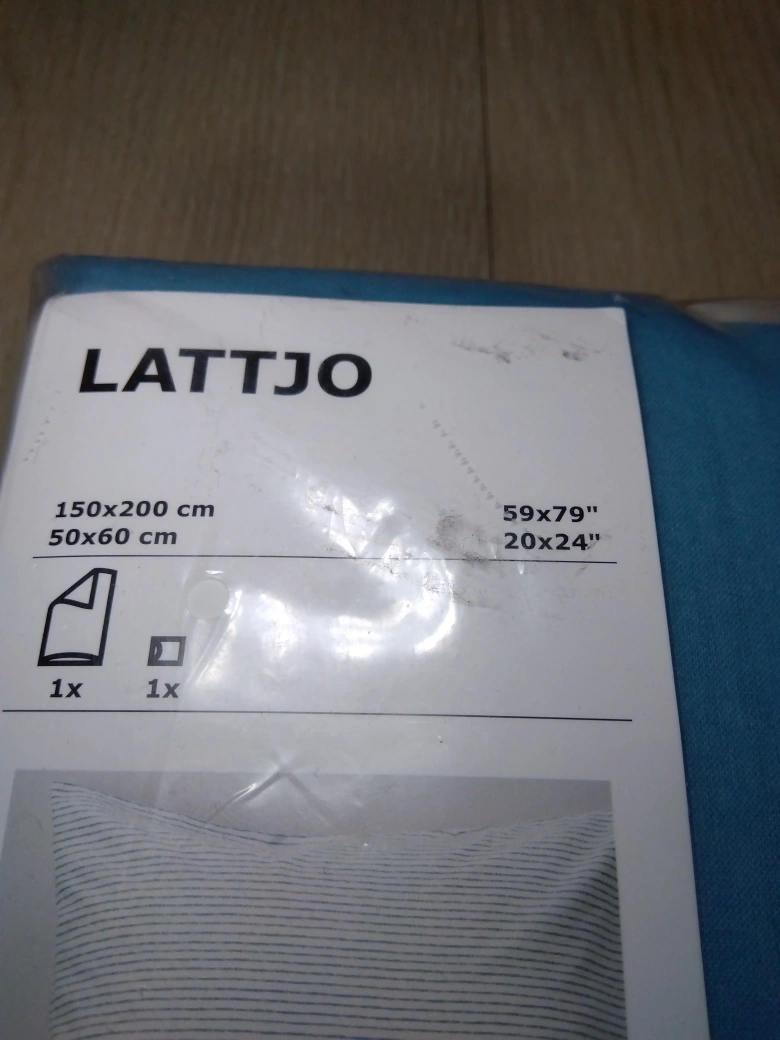 LATTJO
150x200 cm 59x79"
50x60 cm 20x24"
1x 1x